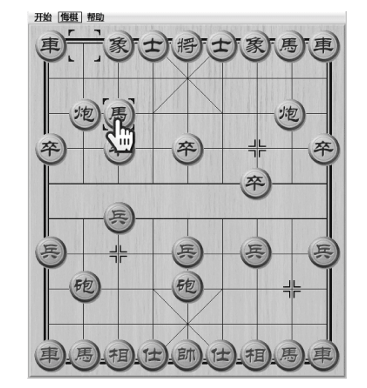 开始 悔棋 帮助
車 象 士 将 士 象 馬 車
炮 馬 炮
卒 卒 卒
卒
兵
兵 兵 兵 兵
砲 砲
車 馬 相 仕 帥 仕 相 馬 車